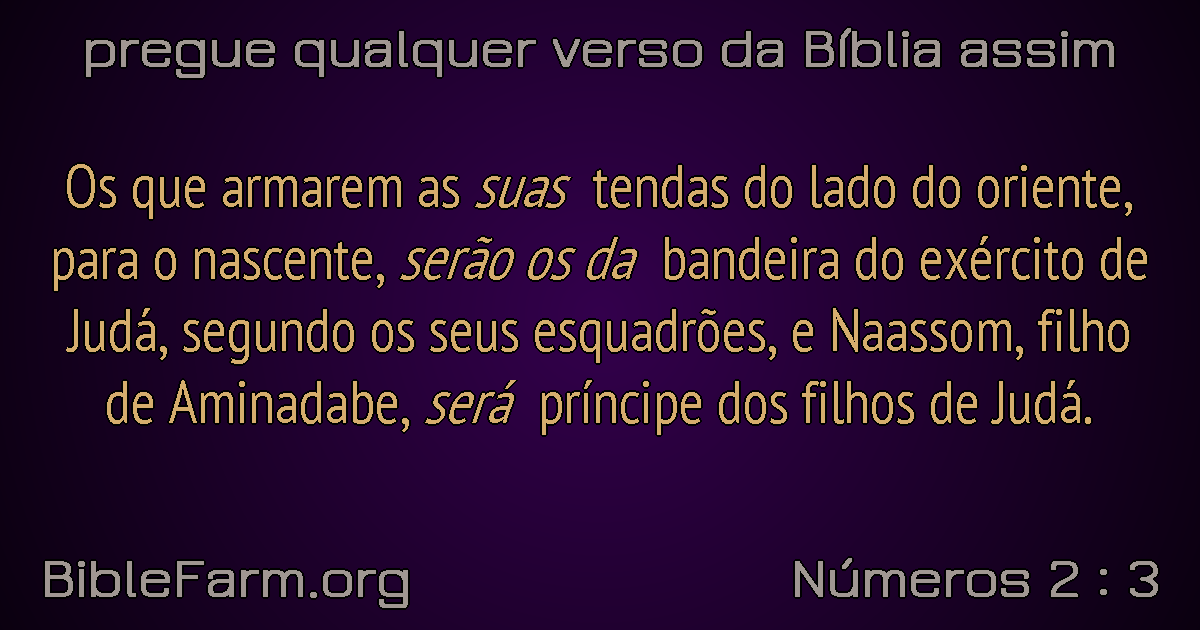 pregue qualquer verso da Bíblia assim
Os que armarem as suas tendas do lado do oriente,
para o nascente, serão os da bandeira do exército de
Judá, segundo os seus esquadrões, e Naassom, filho
de Aminadabe, será príncipe dos filhos de Judá.
BibleFarm.org
Números 2 : 3